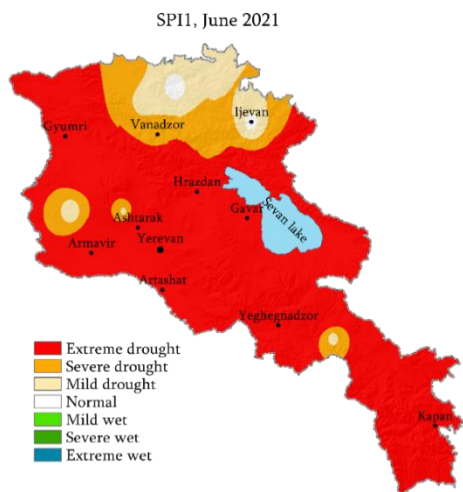 SPI1, June 2021
Gyumri
Vanadzor
Ijevan
Hrazdan
Sevan lake
Gavar
Ashtarak
Armavir
Yerevan
Artashat
Yeghegnadzor
Kapan
Extreme drought
Severe drought
Mild drought
Normal
Mild wet
Severe wet
Extreme wet